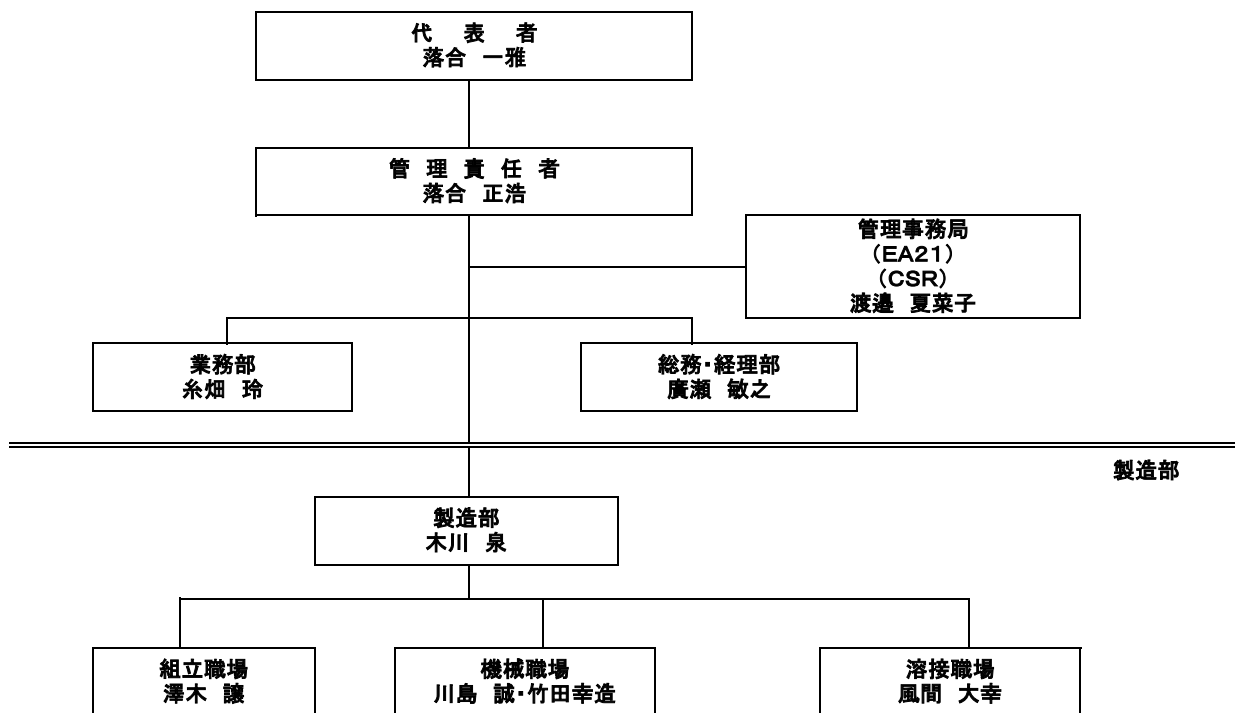 代　表　者
落合　一雅
管　理　責　任　者
落合　正浩
管理事務局
（EA21）
（CSR）
渡邉　夏菜子
業務部
糸畑　玲
総務・経理部
廣瀬　敏之
製造部
製造部
木川　泉
組立職場
澤木　譲
機械職場
川島　誠・竹田幸造
溶接職場
風間　大幸